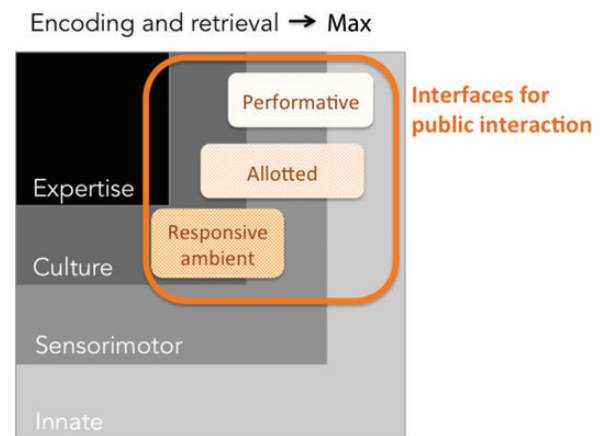 Encoding and retrieval → Max
Performative
Interfaces for
public interaction
Allotted
Expertise
Responsive
ambient
Culture
Sensorimotor
Innate